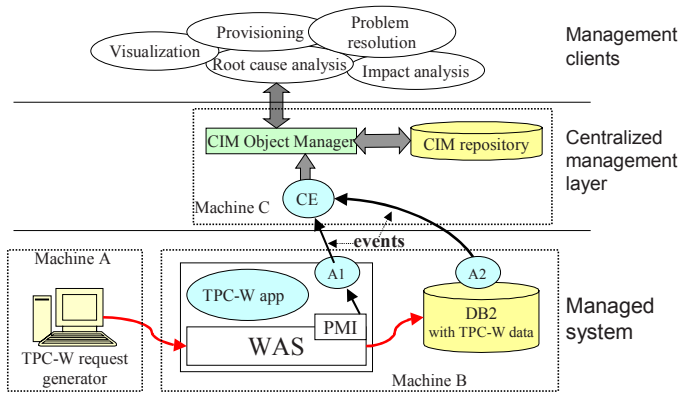 Provisioning
Problem
resolution
Visualization
Root cause analysis
Impact analysis
Management
clients
CIM Object Manager
CIM repository
CE
Machine C
Centralized
management
layer
events
Machine A
TPC-W request
generator
A1
TPC-W app
PMI
WAS
A2
DB2
with TPC-W data
Machine B
Managed
system